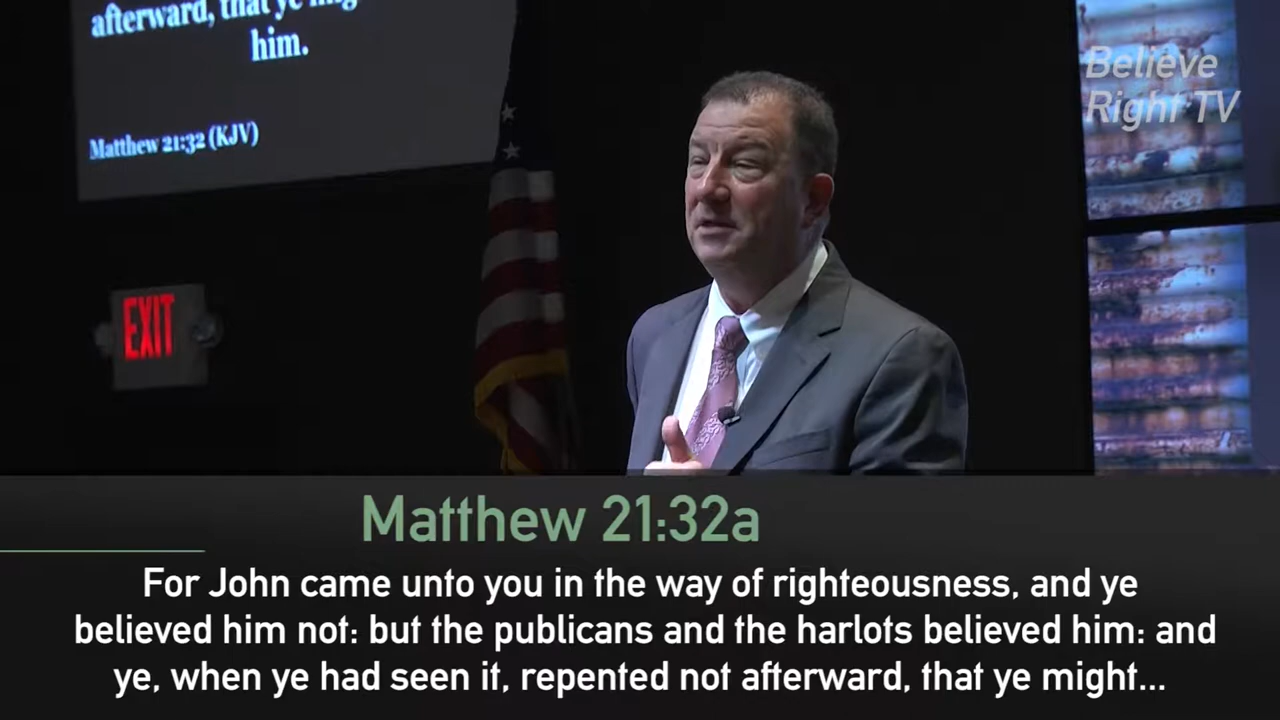 afterward, that ye
him.
Matthew 21:32 (KJV)
Believe
Right TV
EXIT
Matthew 21:32a
For John came unto you in the way of righteousness, and ye
believed him not: but the publicans and the harlots believed him: and
ye, when ye had seen it, repented not afterward, that ye might...